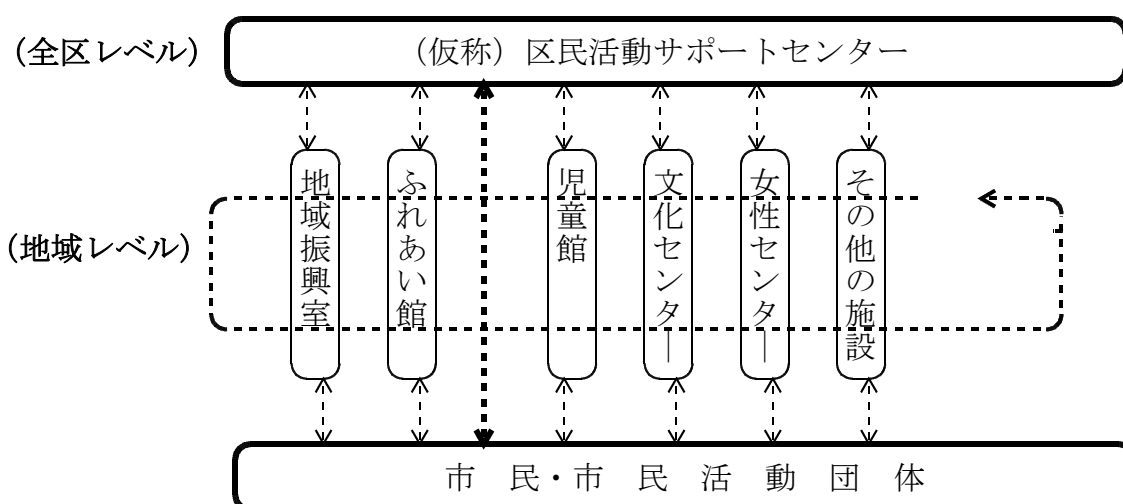 (全区レベル)
(仮称)区民活動サポートセンター
地域振興室
ふれあい館
児童館
文化センター
女性センター
その他の施設
(地域レベル)
市民・市民活動団体